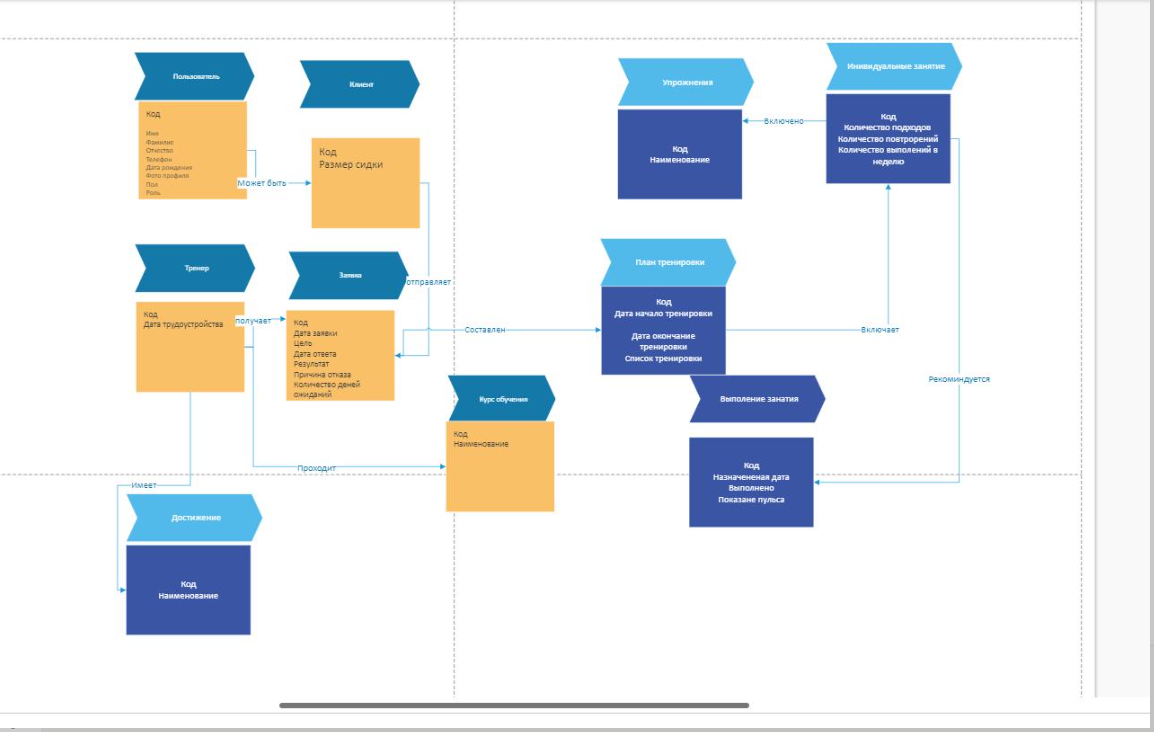 Пользователь
Код
Имя
Фамилия
Отчество
Телефон
Дата рождения
Фото профиля
Пол
Роль
Может быть
Клиент
Код
Размер сидки
отправляет
Тренер
Код
Дата трудоустройства
получает
Заявка
Код
Дата заявки
Цель
Дата ответа
Результат
Причина отказа
Количество деней
ожиданий
Составлен
Проходит
Курс обучения
Код
Наименование
Имеет
Достижение
Код
Наименование
Упрожнения
Код
Наименование
Включено
Инивидуальные занятие
Код
Количество подходов
Количество повтрорений
Количество выполений в
неделю
План тренировки
Код
Дата начало тренировки
Дата окончание
тренировки
Список тренировки
Включает
Рекоминдуется
Выполение занатия
Код
Назначененая дата
Выполнено
Показане пульса